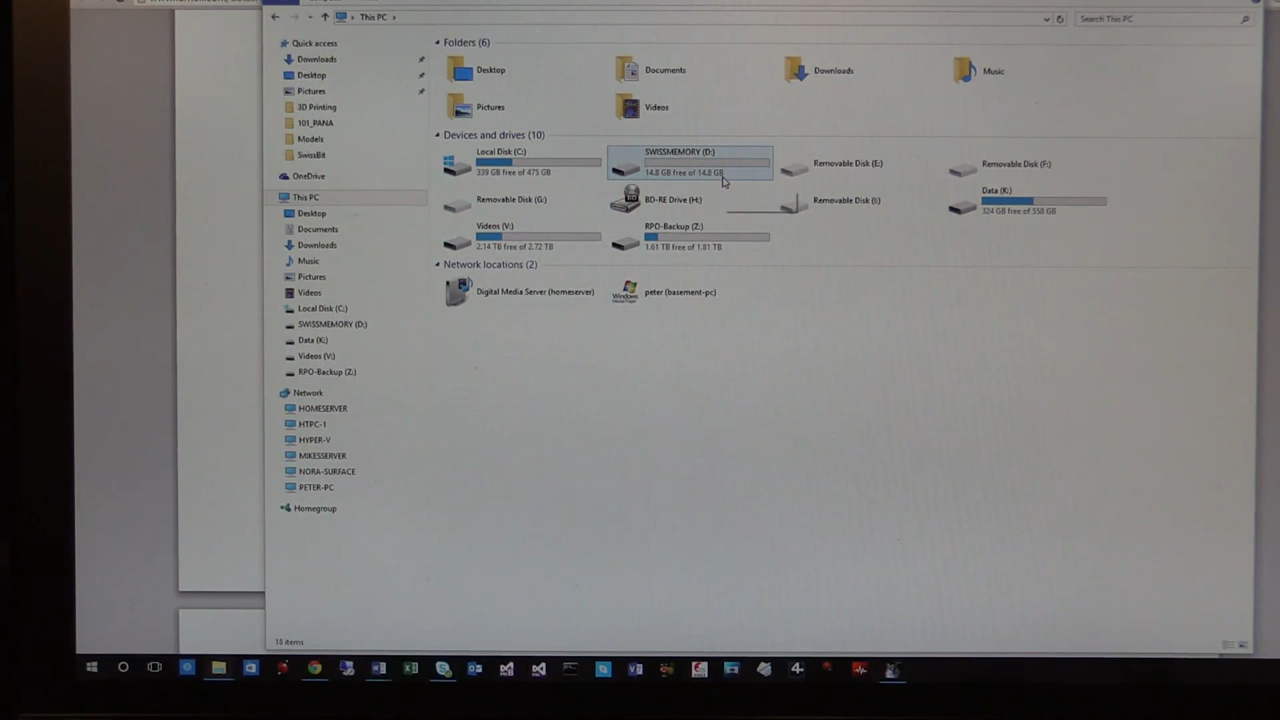 This PC
Search This PC
Quick access
Downloads
Desktop
Pictures
3D Printing
101_PANA
Models
SwissBit
OneDrive
This PC
Desktop
Documents
Downloads
Music
Pictures
Videos
Local Disk (C:)
SWISSMEMORY (D:)
Data (K:)
Videos (V:)
RPO-Backup (Z:)
Network
HOMESERVER
HTPC-1
HYPER-V
MIKESSERVER
NORA-SURFACE
PETER-PC
Homegroup
Folders (6)
Desktop
Documents
Downloads
Music
Pictures
Videos
Devices and drives (10)
Local Disk (C:)
339 GB free of 475 GB
SWISSMEMORY (D:)
14.8 GB free of 14.8 GB
Removable Disk (E:)
Removable Disk (F:)
Removable Disk (G:)
BD-RE Drive (H:)
Removable Disk (I:)
Data (K:)
324 GB free of 558 GB
Videos (V:)
2.14 TB free of 2.72 TB
RPO-Backup (Z:)
1.61 TB free of 1.81 TB
Network locations (2)
Digital Media Server (homeserver)
peter (basement-pc)
18 items